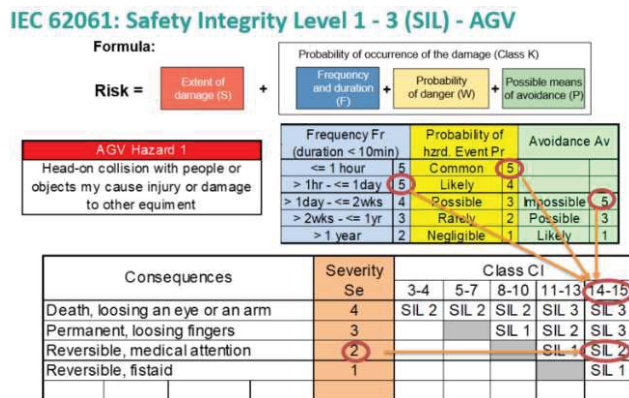 IEC 62061: Safety Integrity Level 1 - 3 (SIL) - AGV
Formula:
Probability of occurrence of the damage (Class K)
Risk = Extent of damage (S) + Frequency and duration (F) + Probability of danger (W) + Possible means of avoidance (P)
AGV Hazard 1
Head-on collision with people or
objects my cause injury or damage
to other equiment
Frequency Fr (duration < 10min) Probability of hzrd. Event Pr Avoidance Av
<= 1 hour 5 Common 5
> 1hr - <= 1day 5 Likely 4
> 1day - <= 2wks 4 Possible 3 Impossible 5
> 2wks - <= 1yr 3 Rarely 2 Possible 3
> 1 year 2 Negligible 1 Likely 1
Consequences Severity Se Class Cl
3-4 5-7 8-10 11-13 14-15
Death, loosing an eye or an arm 4 SIL 2 SIL 2 SIL 2 SIL 3 SIL 3
Permanent, loosing fingers 3 SIL 1 SIL 2 SIL 3
Reversible, medical attention 2 SIL 1 SIL 2
Reversible, fistaid 1 SIL 1